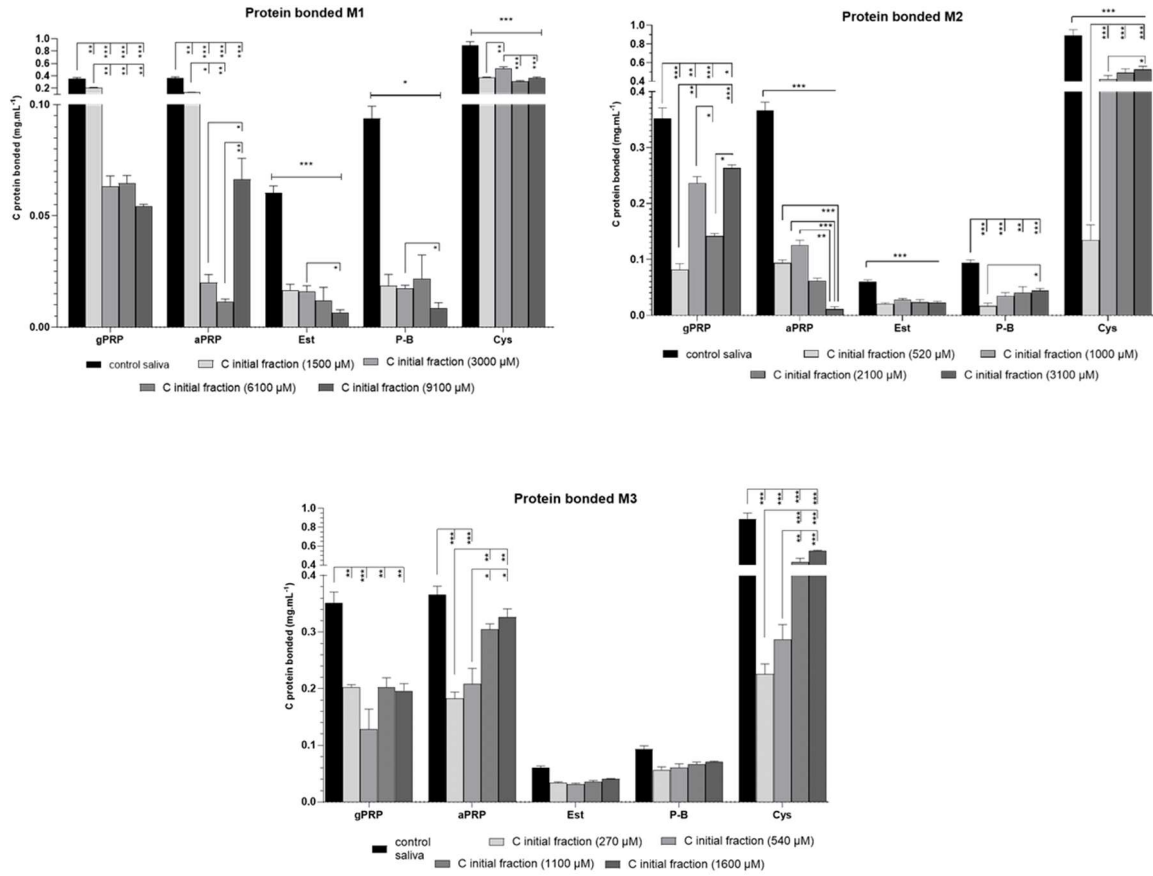 Protein bonded M1
C protein bonded (mg.mL-1)
1.0
0.8
0.6
0.4
0.2
0.10
0.05
0.00
gPRP aPRP Est P-B Cys
control saliva C initial fraction (1500 µM) C initial fraction (3000 µM)
C initial fraction (6100 µM) C initial fraction (9100 µM)
Protein bonded M2
C protein bonded (mg.mL-1)
1.0
0.8
0.6
0.4
0.4
0.3
0.2
0.1
0.0
gPRP aPRP Est P-B Cys
control saliva C initial fraction (520 µM) C initial fraction (1000 µM)
C initial fraction (2100 µM) C initial fraction (3100 µM)
Protein bonded M3
C protein bonded (mg.mL-1)
1.0
0.8
0.6
0.4
0.4
0.3
0.2
0.1
0.0
gPRP aPRP Est P-B Cys
control
saliva
C initial fraction (270 µM) C initial fraction (540 µM)
C initial fraction (1100 µM) C initial fraction (1600 µM)